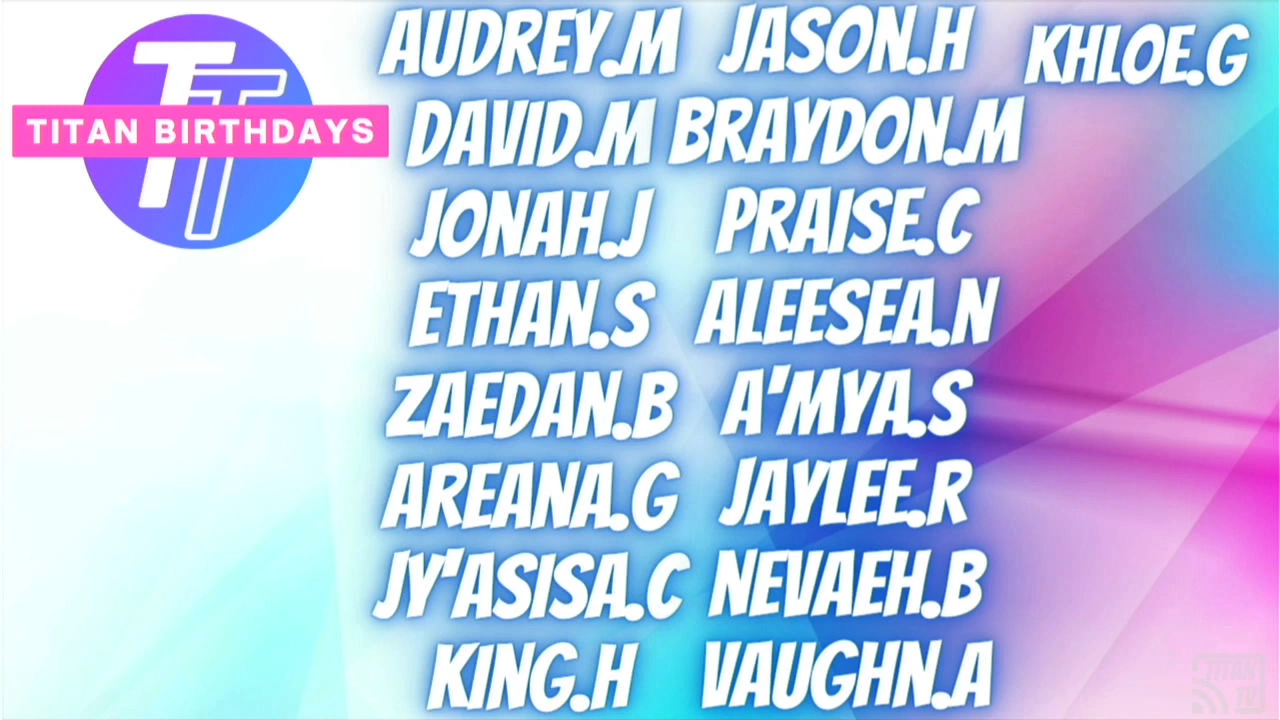 TT
TITAN BIRTHDAYS
AUDREY.M JASON.H KHLOE.G
DAVID.M BRAYDON.M
JONAH.J PRAISE.C
ETHAN.S ALEESEA.N
ZAEDAN.B A'MYA.S
AREANA.G JAYLEE.R
JY'ASISA.C NEVAEH.B
KING.H VAUGHN.A
TITAN